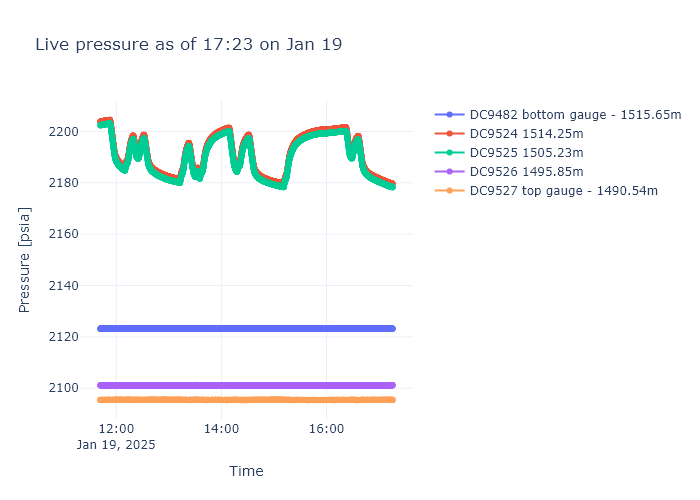 Live pressure as of 17:23 on Jan 19
DC9482 bottom gauge - 1515.65m
DC9524 1514.25m
DC9525 1505.23m
DC9526 1495.85m
DC9527 top gauge - 1490.54m
Pressure [psia]
2200
2180
2160
2140
2120
2100
12:00
14:00
16:00
Jan 19, 2025
Time